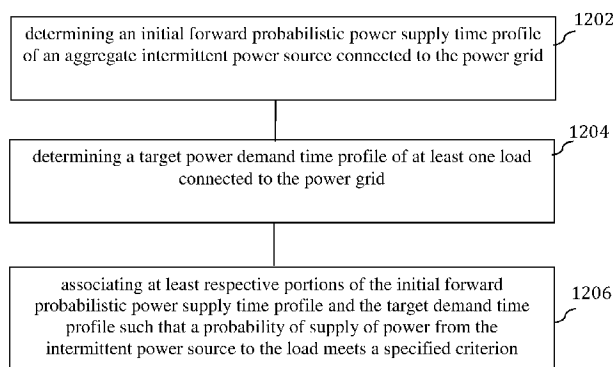 1202
determining an initial forward probabilistic power supply time profile
of an aggregate intermittent power source connected to the power grid
1204
determining a target power demand time profile of at least one load
connected to the power grid
1206
associating at least respective portions of the initial forward
probabilistic power supply time profile and the target demand time
profile such that a probability of supply of power from the
intermittent power source to the load meets a specified criterion